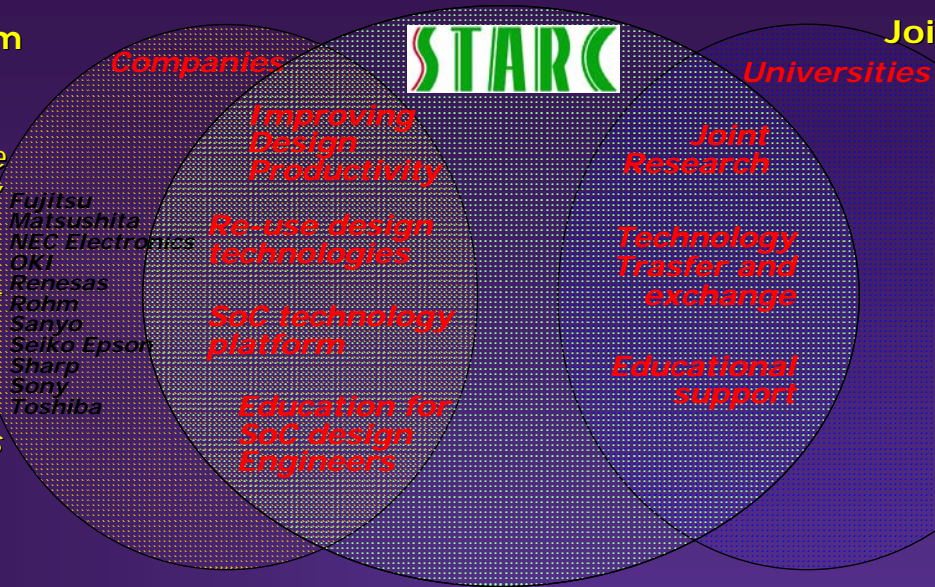 Joi
Companies
STARC
Universities
Improving
Design
Productivity
Joint
Research
Fujitsu
Matsushita
NEC Electronics
OKI
Renesas
Rohm
Sanyo
Seiko Epson
Sharp
Sony
Toshiba
Re-use design
technologies
Technology
Trasfer and
exchange
SoC technology
platform
Educational
support
Education for
SoC design
Engineers